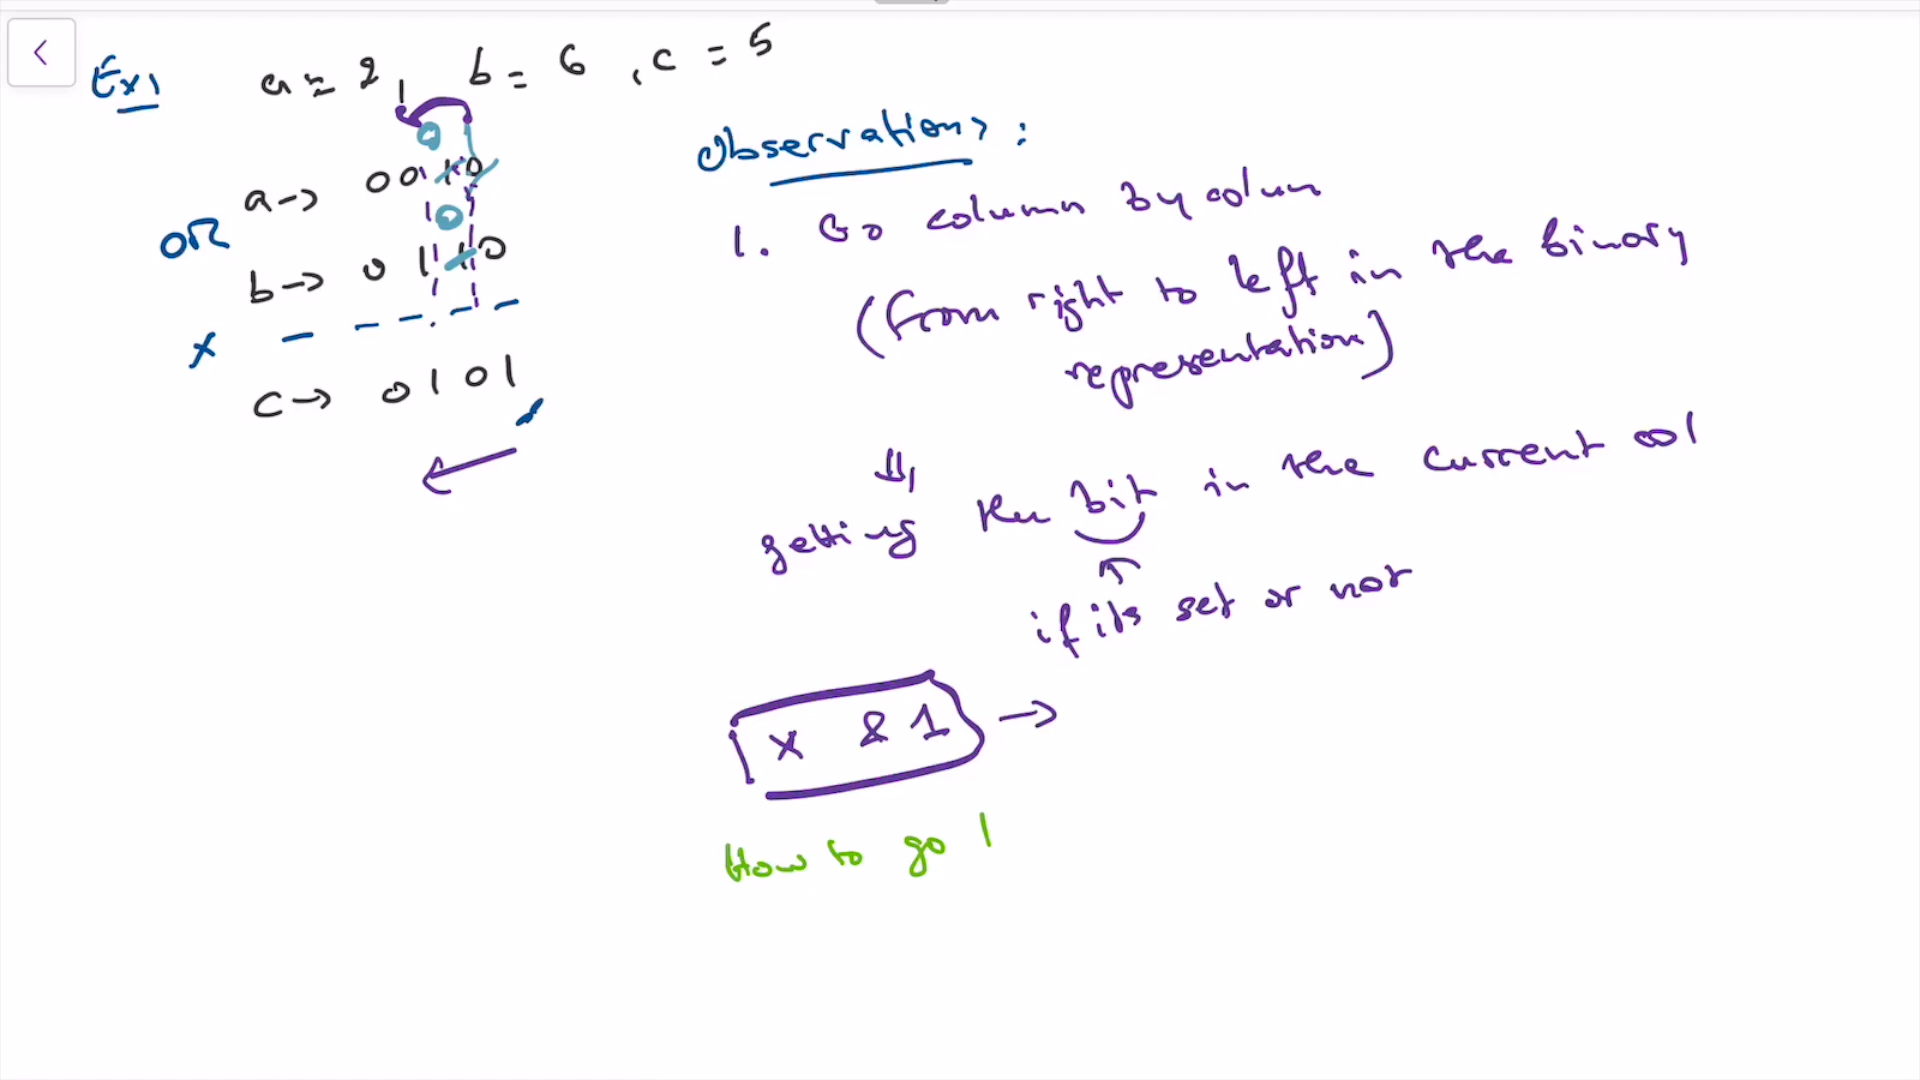 Ex1 a = 2, b = 6, c = 5
a -> 0010
OR
b -> 0110
x
c -> 0101
Observations:
1. Go column by colum
(From right to left in the binary
representation)
getting the bit in the current col
if its set or not
x & 1 ->
How to go l